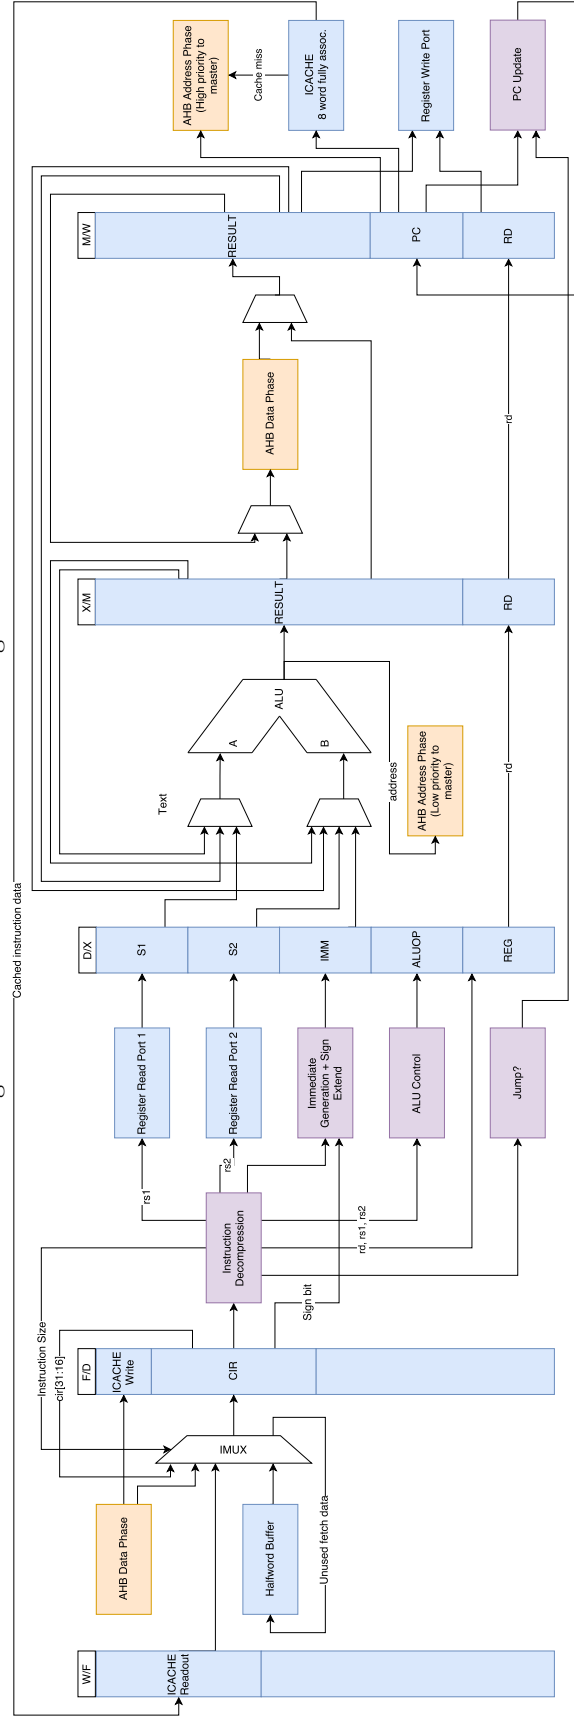 Cached instruction data
W/F
ICACHE
Readout
AHB Data Phase
Halfword Buffer
Unused fetch data
IMUX
Instruction Size
cir[31:16]
F/D
ICACHE
Write
CIR
Sign bit
Instruction
Decompression
rs1
rs2
rd, rs1, rs2
Register Read Port 1
Register Read Port 2
Immediate
Generation + Sign
Extend
ALU Control
Jump?
D/X
S1
S2
IMM
ALUOP
REG
Text
A
B
ALU
address
AHB Address Phase
(Low priority to
master)
rd
X/M
RESULT
RD
AHB Data Phase
rd
M/W
RESULT
PC
RD
AHB Address Phase
(High priority to
master)
Cache miss
ICACHE
8 word fully assoc.
Register Write Port
PC Update